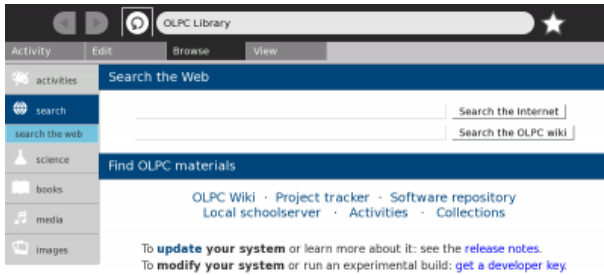 OLPC Library
Activity Edit Browse View
activities
search
search the web
science
books
media
images
Search the Web
Search the Internet
Search the OLPC wiki
Find OLPC materials
OLPC Wiki · Project tracker · Software repository
Local schoolserver · Activities · Collections
To update your system or learn more about it: see the release notes.
To modify your system or run an experimental build: get a developer key.